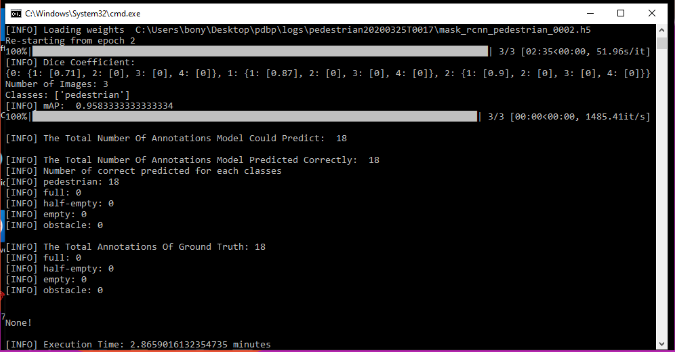 C:\Windows\System32\cmd.exe
[INFO] Loading weights  C:\Users\bony\Desktop\pdbp\logs\pedestrian20200325T0017\mask_rcnn_pedestrian_0002.h5
Re-starting from epoch 2
100%| | 3/3 [02:35<00:00, 51.96s/it]
[INFO] Dice Coefficient:
{0: {1: [0.71], 2: [0], 3: [0], 4: [0]}, 1: {1: [0.87], 2: [0], 3: [0], 4: [0]}, 2: {1: [0.9], 2: [0], 3: [0], 4: [0]}}
Number of Images: 3
Classes: ['pedestrian']
[INFO] mAP:  0.9583333333333334
100%| | 3/3 [00:00<00:00, 1485.41it/s]
[INFO] The Total Number Of Annotations Model Could Predict:  18
[INFO] The Total Number Of Annotations Model Predicted Correctly:  18
[INFO] Number of correct predicted for each classes
[INFO] pedestrian: 18
[INFO] full: 0
[INFO] half-empty: 0
[INFO] empty: 0
[INFO] obstacle: 0
[INFO] The Total Annotations Of Ground Truth: 18
[INFO] full: 0
[INFO] half-empty: 0
[INFO] empty: 0
[INFO] obstacle: 0
None!
[INFO] Execution Time: 2.8659016132354735 minutes